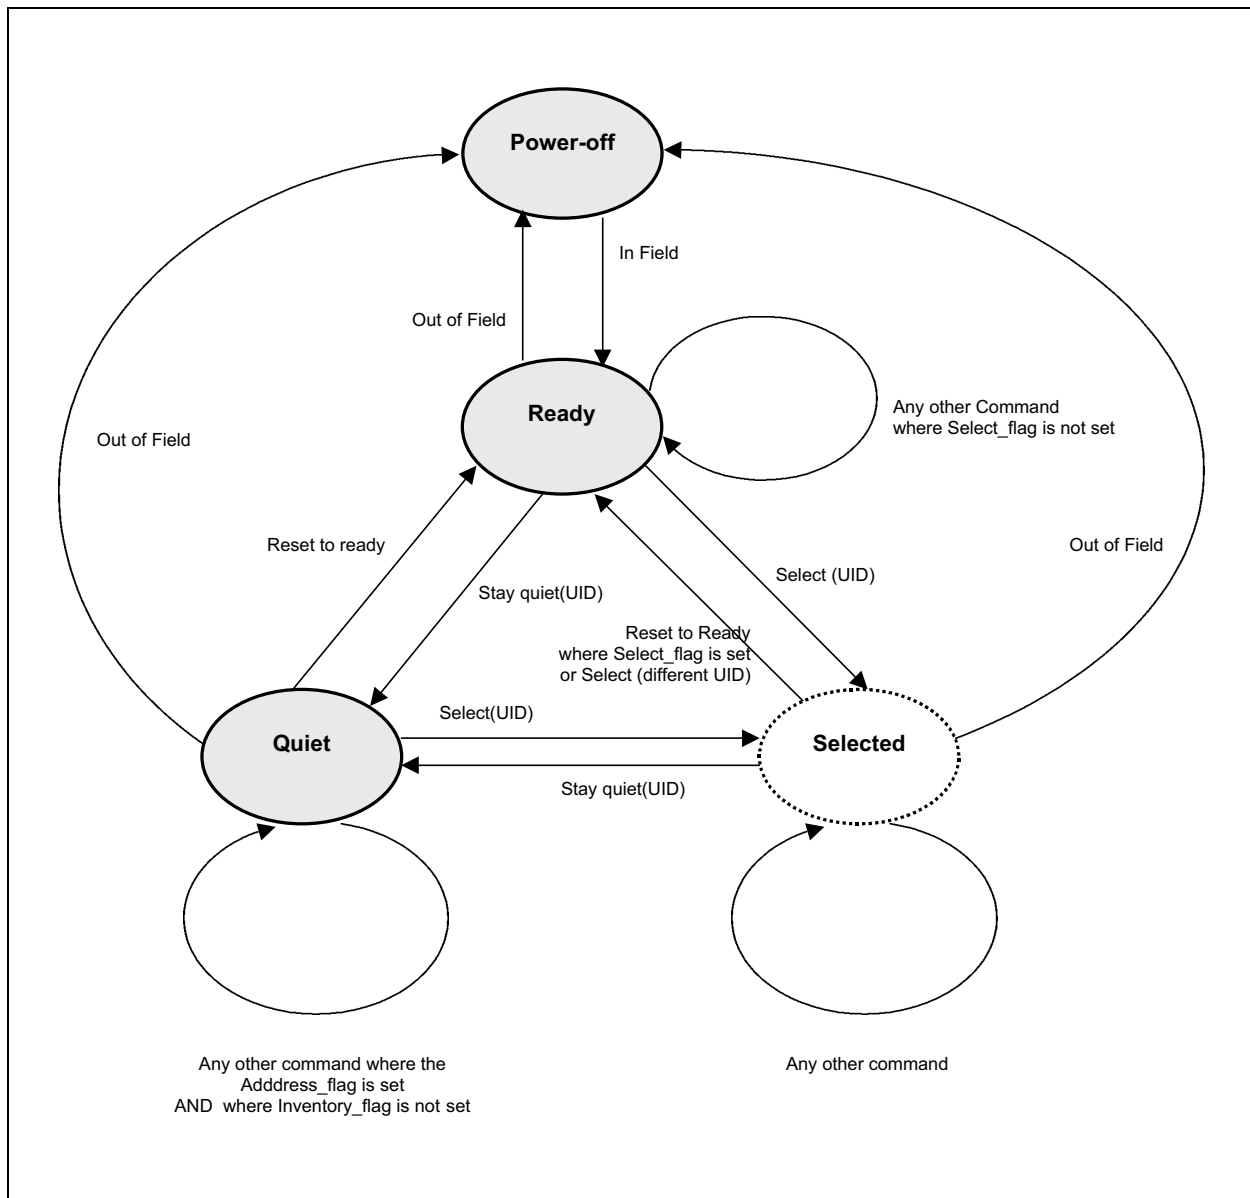 Power-off
In Field
Out of Field
Ready
Any other Command
where Select_flag is not set
Out of Field
Reset to ready
Out of Field
Select (UID)
Stay quiet(UID)
Reset to Ready
where Select_flag is set
or Select (different UID)
Select(UID)
Quiet
Selected
Stay quiet(UID)
Any other command where the
Adddress_flag is set
AND where Inventory_flag is not set
Any other command